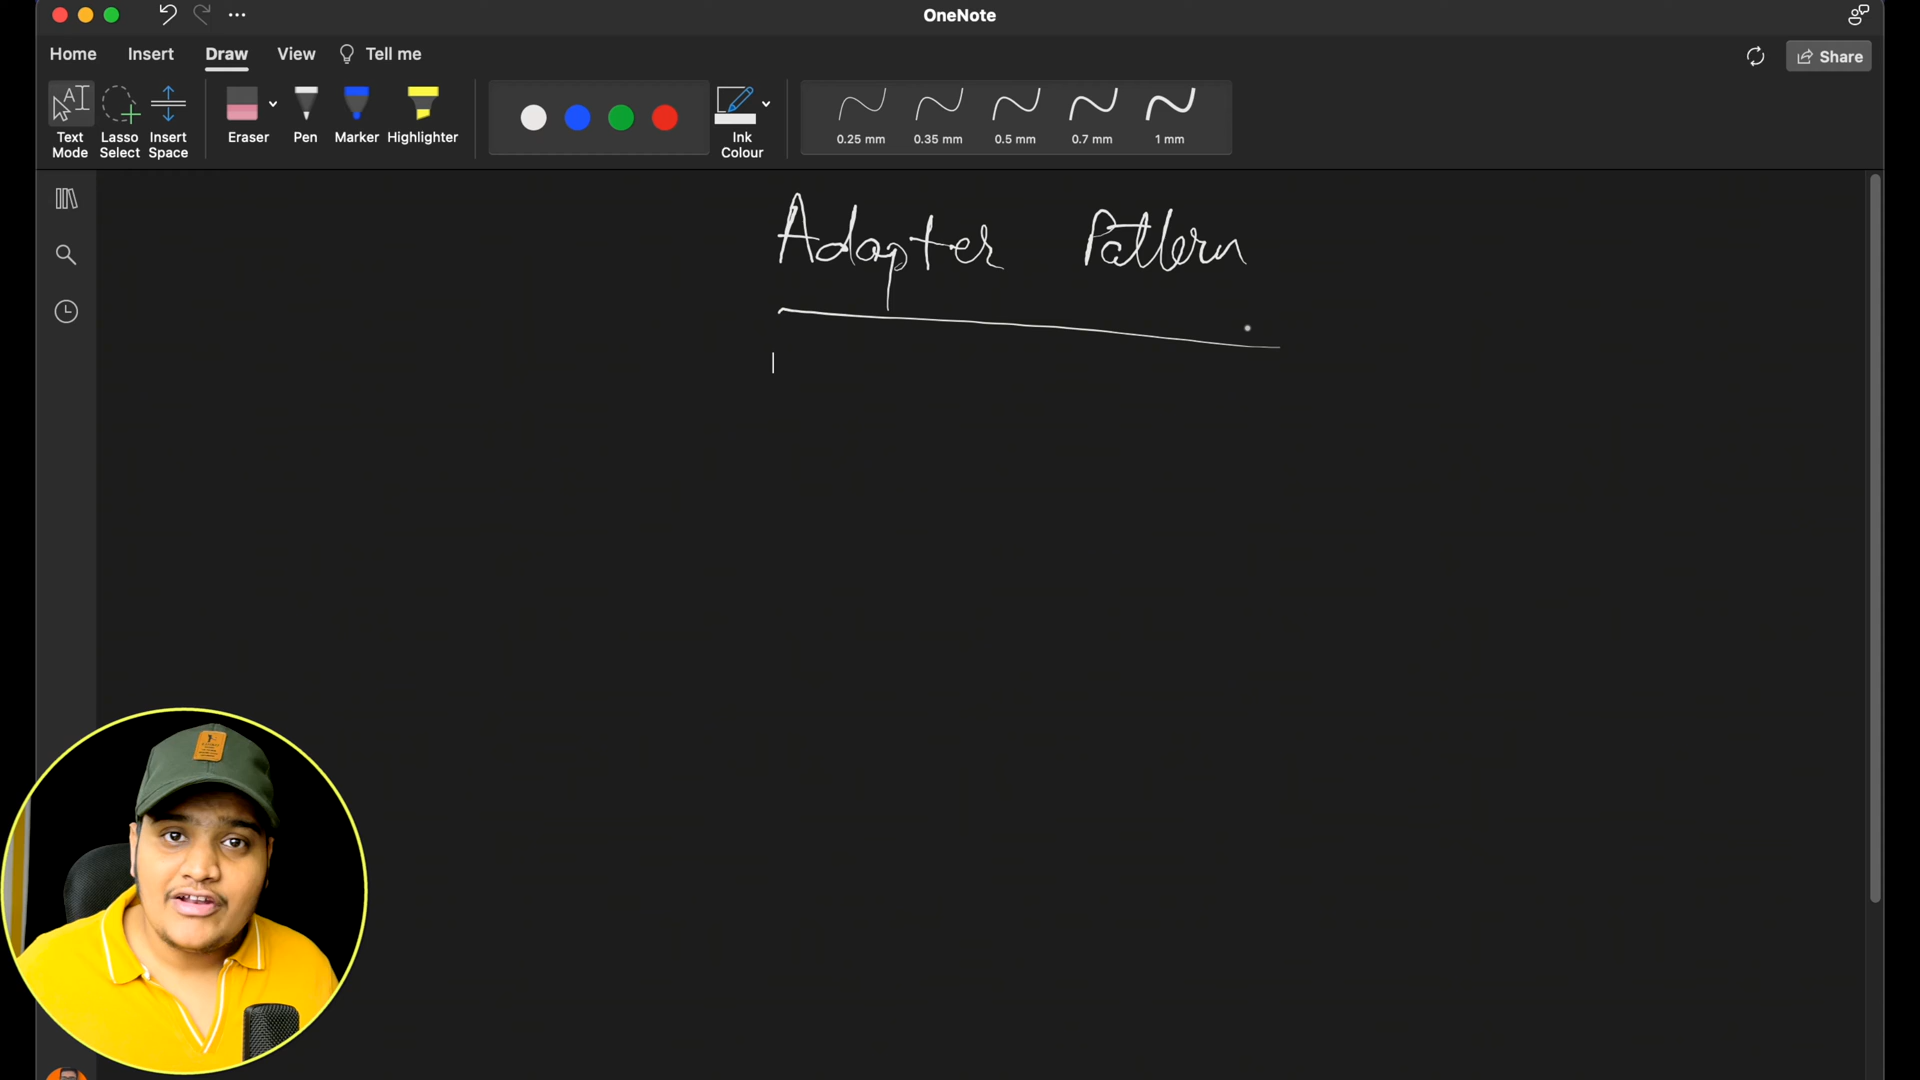 OneNote
Home Insert Draw View Tell me
Share
Text Mode
Lasso Select
Insert Space
Eraser
Pen
Marker
Highlighter
Ink Colour
0.25 mm
0.35 mm
0.5 mm
0.7 mm
1 mm
Adapter Pattern